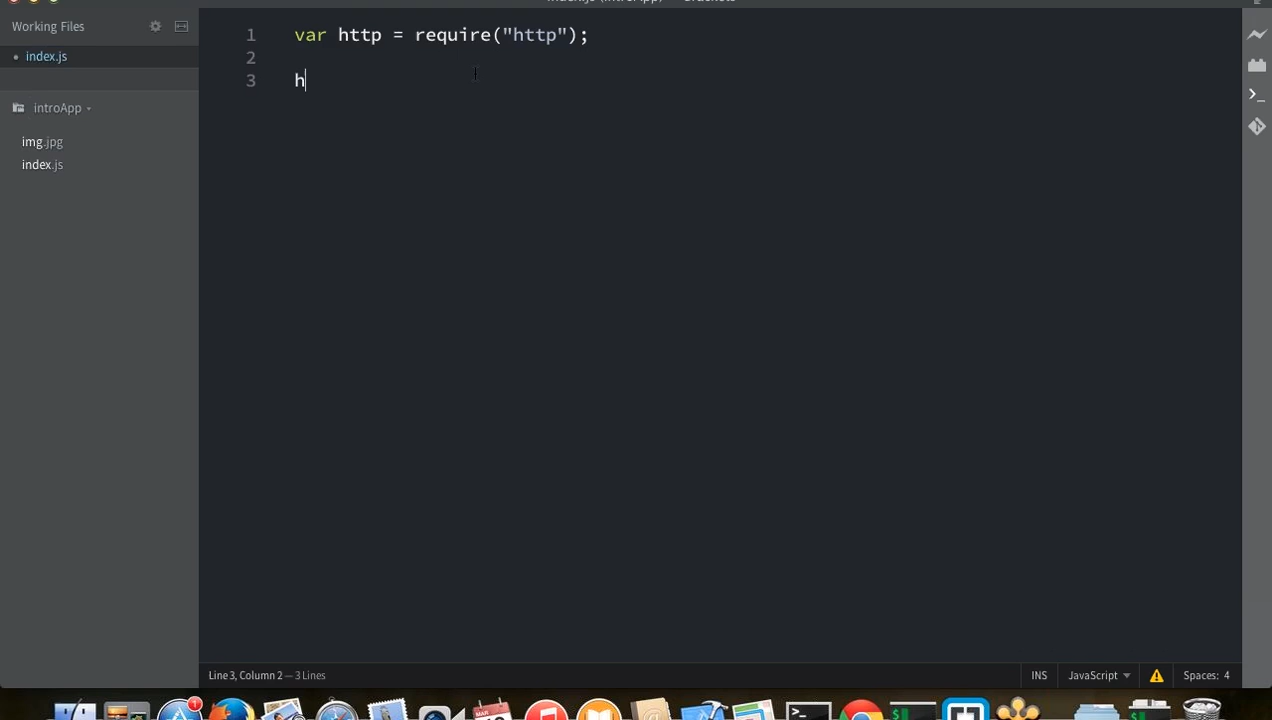 Working Files
index.js
introApp
img.jpg
index.js
1 var http = require("http");
2
3 h
Line 3, Column 2 — 3 Lines
INS
JavaScript
Spaces: 4